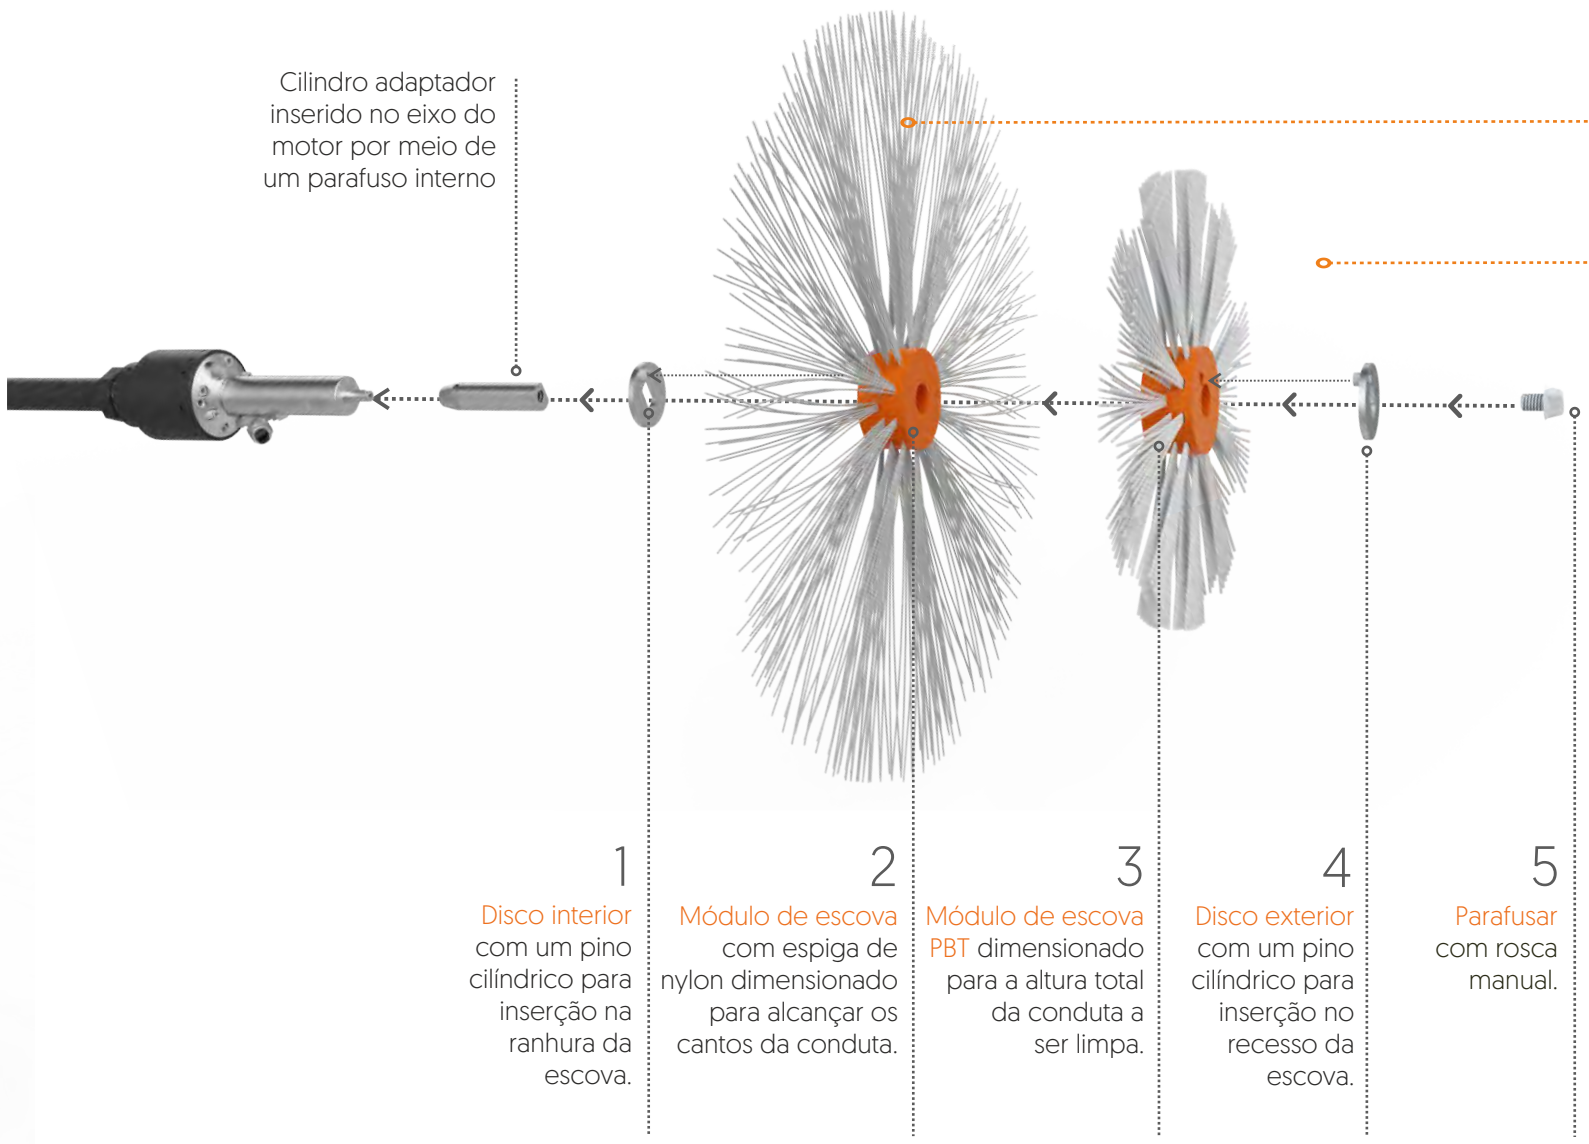 Cilindro adaptador
inserido no eixo do
motor por meio de
um parafuso interno
1
Disco interior
com um pino
cilíndrico para
inserção na
ranhura da
escova.
2
Módulo de escova
com espiga de
nylon dimensionado
para alcançar os
cantos da conduta.
3
Módulo de escova
PBT dimensionado
para a altura total
da conduta a
ser limpa.
4
Disco exterior
com um pino
cilíndrico para
inserção no
recesso da
escova.
5
Parafusar
com rosca
manual.